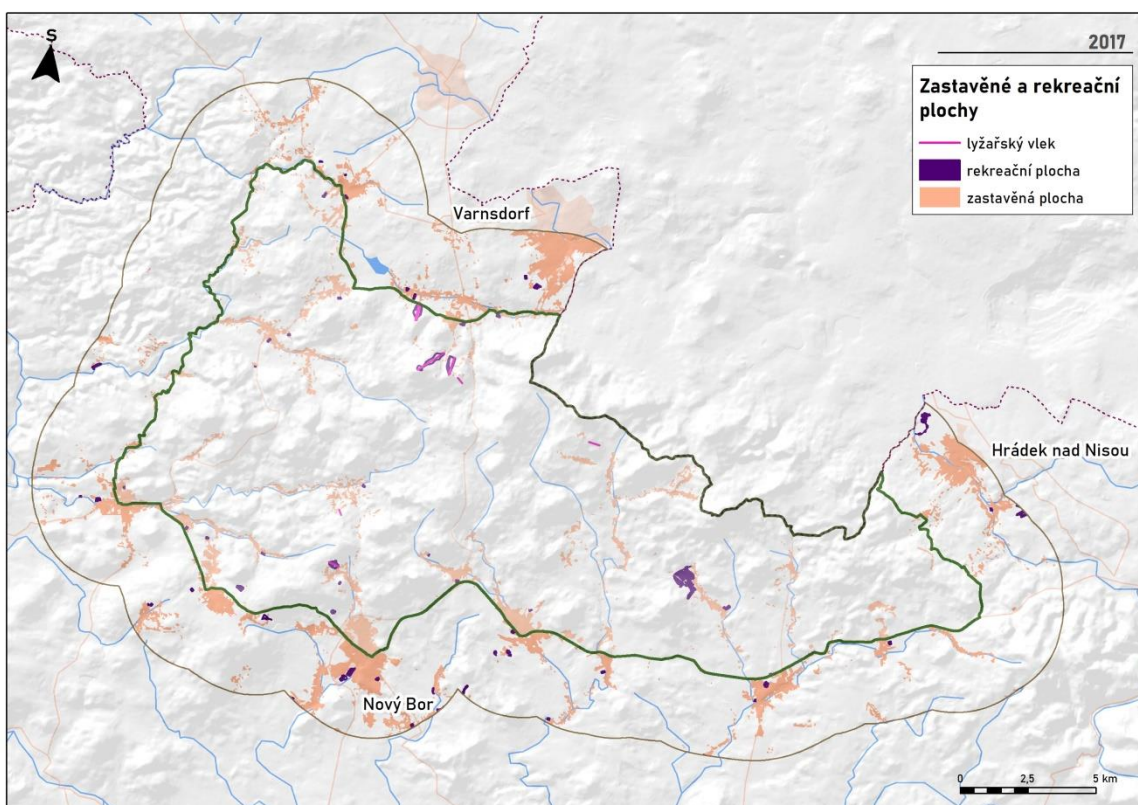 S
2017
Zastavěné a rekreační
plochy
lyžařský vlek
rekreační plocha
zastavěná plocha
Varnsdorf
Hrádek nad Nisou
Nový Bor
0 2,5 5 km